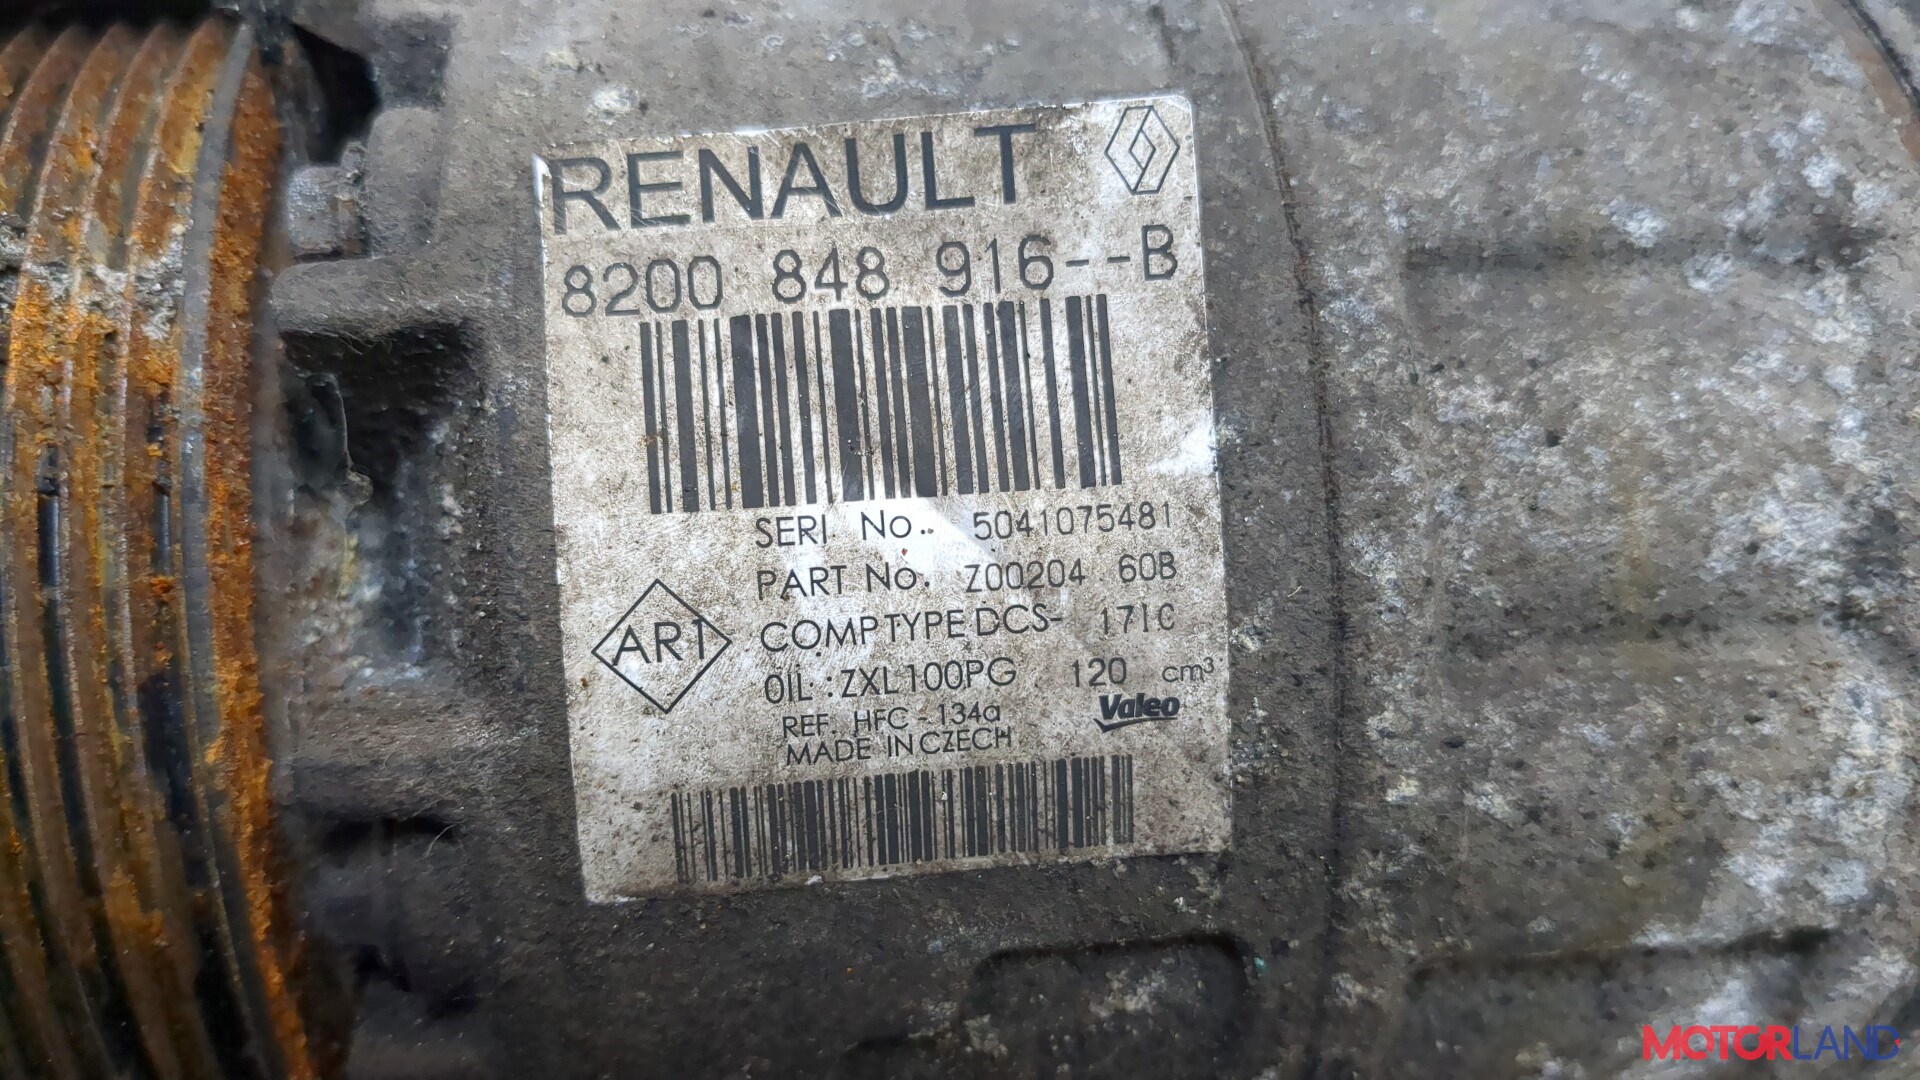 RENAULT
8200 848 916--B
SERI No. 5041075481
PART No. Z00204 60B
COMP TYPE DCS- 171C
ART
OIL : ZXL100PG 120 cm³
REF. HFC - 134a
Valeo
MADE IN CZECH
MOTORLAND